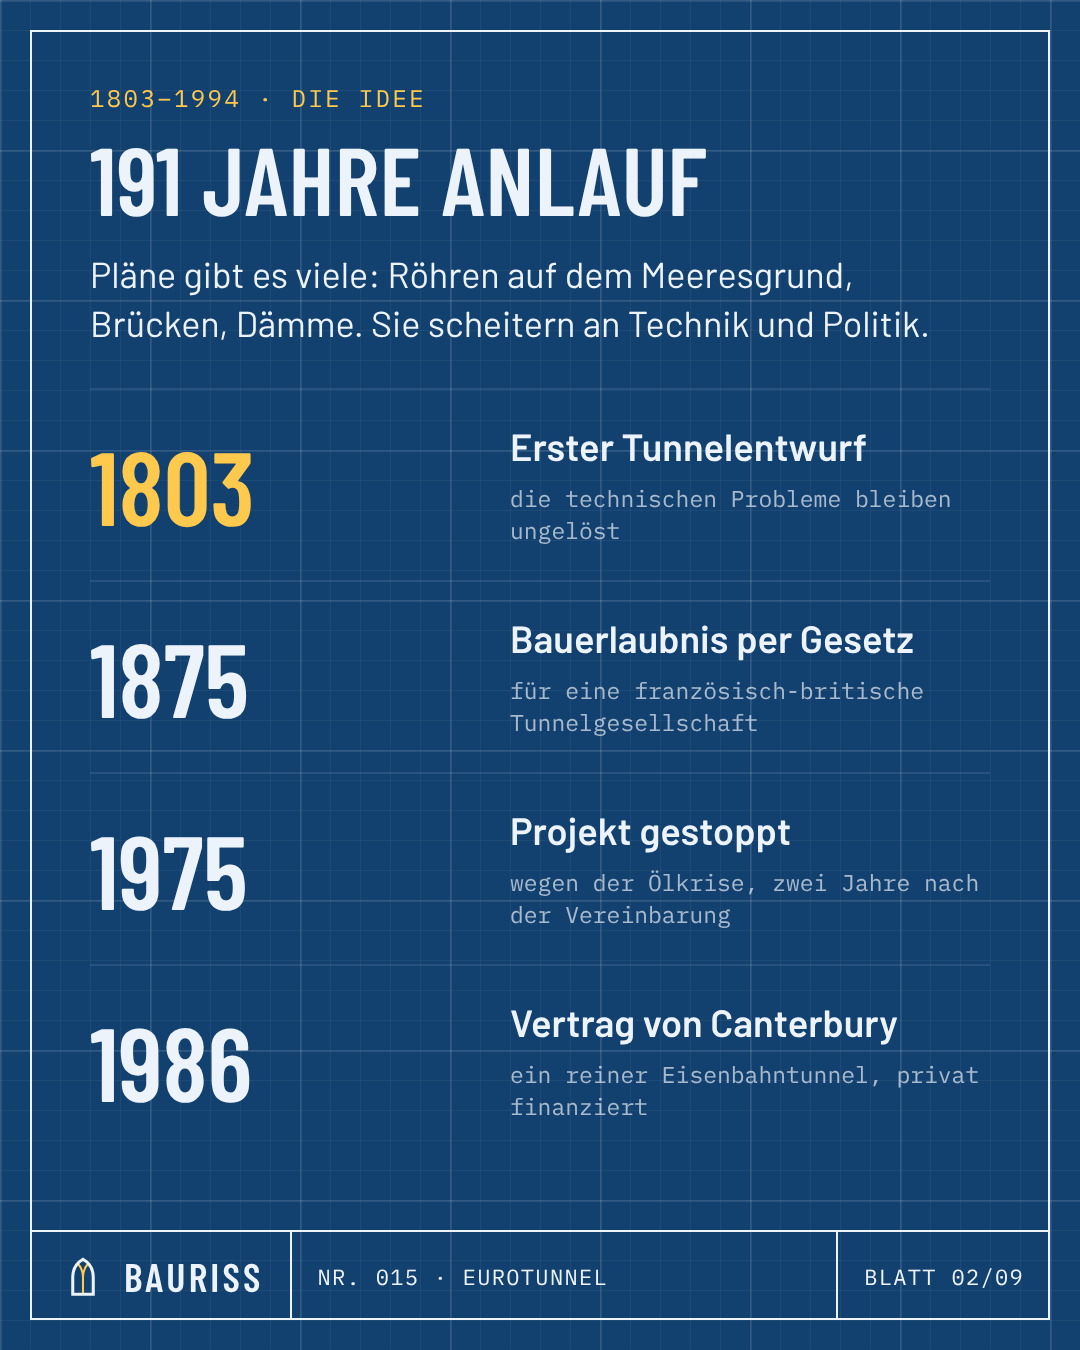 1803–1994 · DIE IDEE
191 JAHRE ANLAUF
Pläne gibt es viele: Röhren auf dem Meeresgrund,
Brücken, Dämme. Sie scheitern an Technik und Politik.
1803
Erster Tunnelentwurf
die technischen Probleme bleiben
ungelöst
1875
Bauerlaubnis per Gesetz
für eine französisch-britische
Tunnelgesellschaft
1975
Projekt gestoppt
wegen der Ölkrise, zwei Jahre nach
der Vereinbarung
1986
Vertrag von Canterbury
ein reiner Eisenbahntunnel, privat
finanziert
BAURISS
NR. 015 · EUROTUNNEL
BLATT 02/09